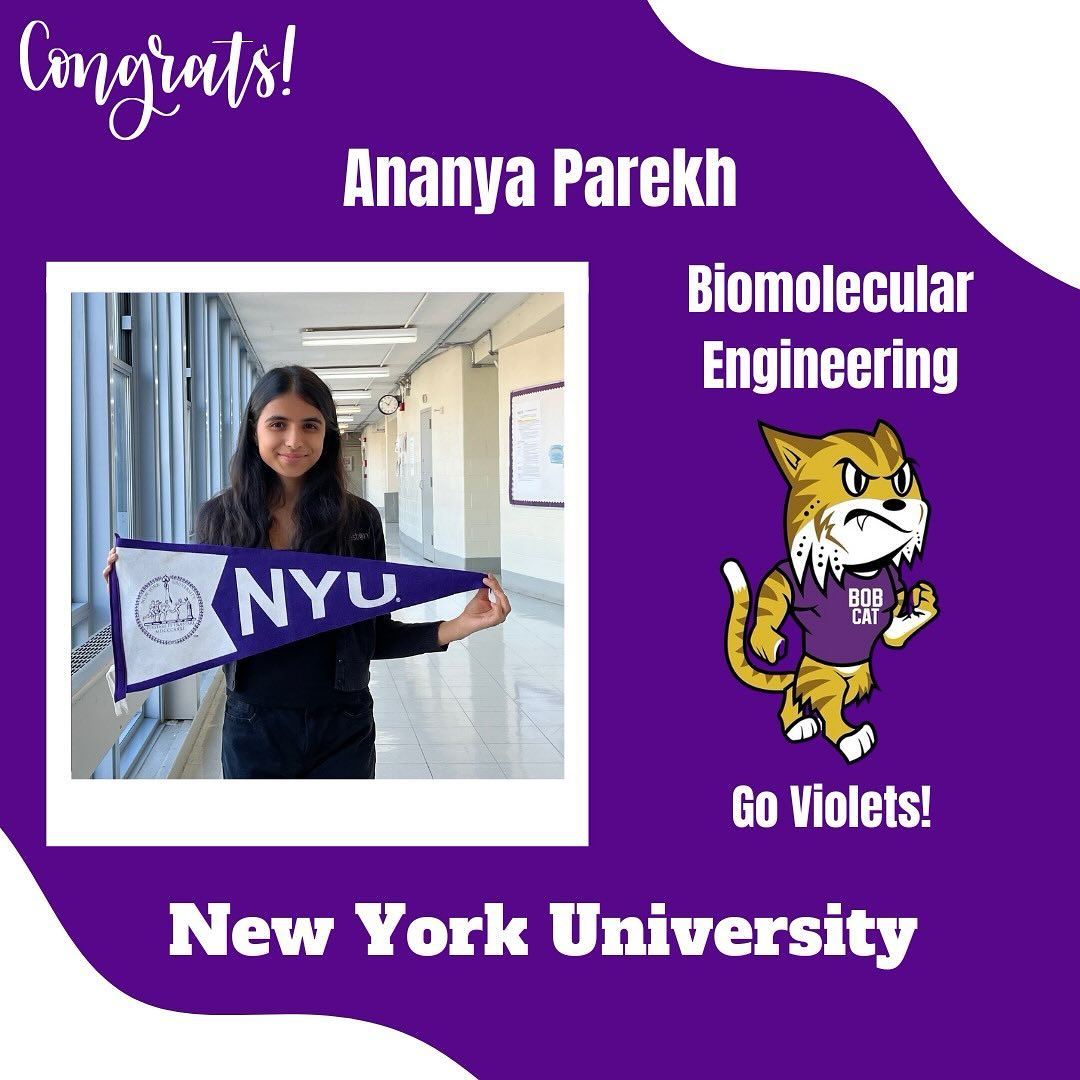 Congrats!
Ananya Parekh
Biomolecular
Engineering
NYU
BOB
CAT
Go Violets!
New York University